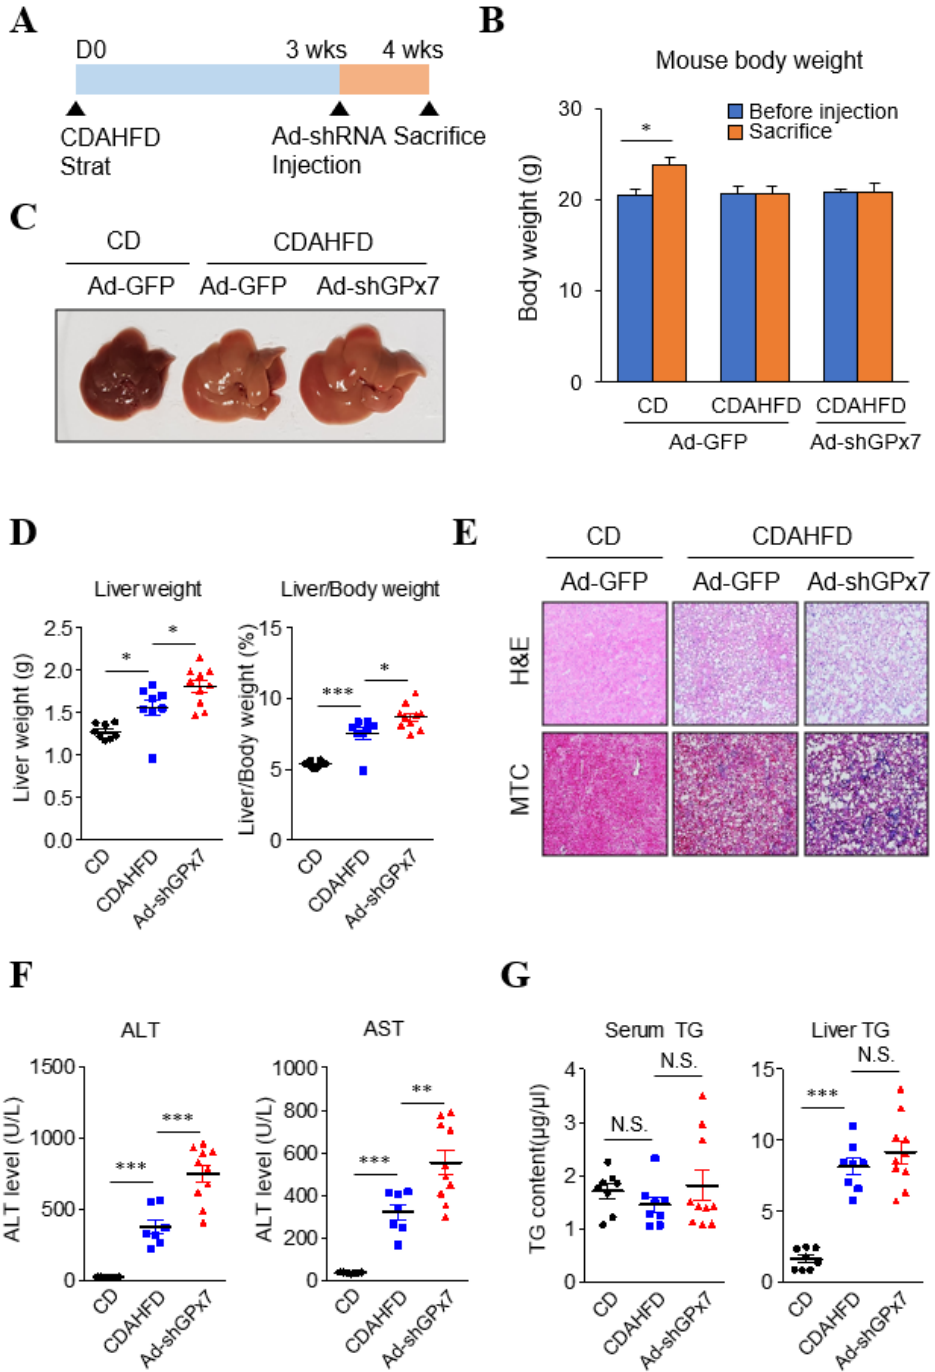 A
D0 3 wks 4 wks
CDAHFD
Strat
Ad-shRNA
Injection
Sacrifice
B
Mouse body weight
Before injection
Sacrifice
*
Body weight (g)
30
20
10
0
CD CDAHFD CDAHFD
Ad-GFP Ad-shGPx7
C
CD CDAHFD
Ad-GFP Ad-GFP Ad-shGPx7
D
Liver weight
Liver weight (g)
2.5
2.0
1.5
1.0
0.5
0.0
* *
CD CDAHFD Ad-shGPx7
Liver/Body weight
Liver/Body weight (%)
15
10
5
0
*** *
CD CDAHFD Ad-shGPx7
E
CD CDAHFD
Ad-GFP Ad-GFP Ad-shGPx7
H&E
MTC
F
ALT
ALT level (U/L)
1500
1000
500
0
*** ***
CD CDAHFD Ad-shGPx7
AST
ALT level (U/L)
1000
800
600
400
200
0
*** **
CD CDAHFD Ad-shGPx7
G
Serum TG
TG content(µg/µl)
4
3
2
1
0
N.S. N.S.
CD CDAHFD Ad-shGPx7
Liver TG
15
10
5
0
*** N.S.
CD CDAHFD Ad-shGPx7